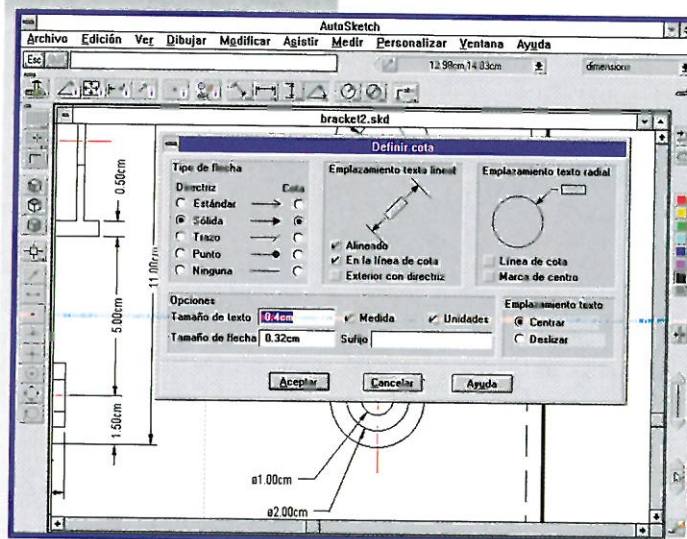 AutoSketch
Archivo Edición Ver Dibujar Modificar Asistir Medir Personalizar Ventana Ayuda
Esc
12.98cm,14.83cm
dimensions
bracket2.skd
Definir cota
Tipo de flecha
Directriz Cota
Estándar
Sólida
Trazo
Punto
Ninguna
Emplazamiento texto lineal
Alineado
En la línea de cota
Exterior con directriz
Emplazamiento texto radial
Línea de cota
Marca de centro
Opciones
Tamaño de texto 0.4cm Medida Unidades
Tamaño de flecha 0.32cm Sufijo
Emplazamiento texto
Centrar
Deslizar
Aceptar Cancelar Ayuda
0.50cm
11.00cm
5.00cm
1.50cm
ø1.00cm
ø2.00cm